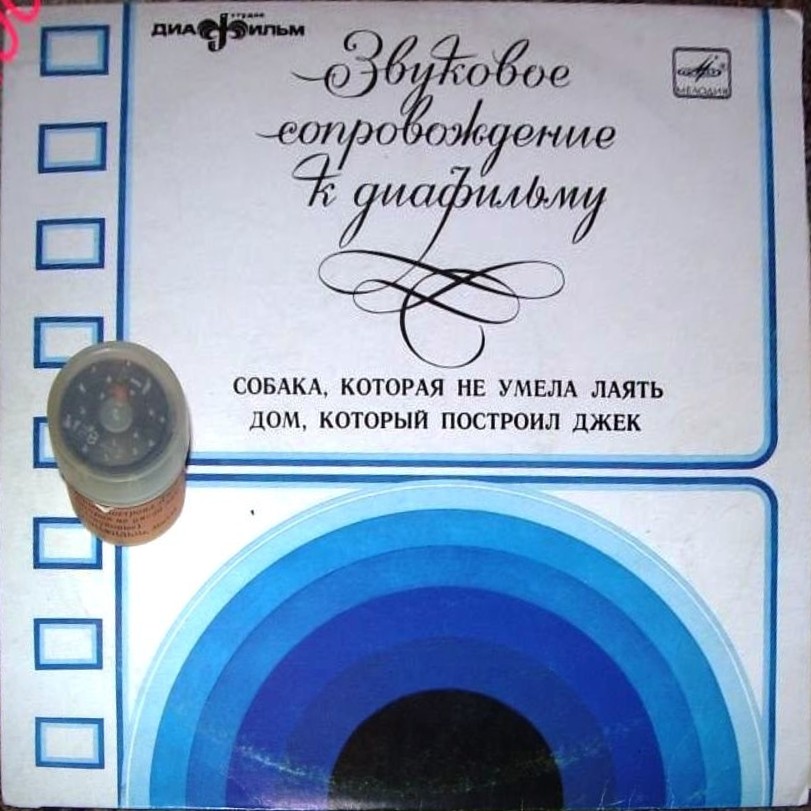 студия
ДИАФИЛЬМ
Звуковое
сопровождение
к диафильму
МЕЛОДИЯ
СОБАКА, КОТОРАЯ НЕ УМЕЛА ЛАЯТЬ
ДОМ, КОТОРЫЙ ПОСТРОИЛ ДЖЕК